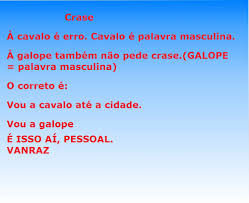 Crase
À cavalo é erro. Cavalo é palavra masculina.
À galope também não pede crase.(GALOPE
= palavra masculina)
O correto é:
Vou a cavalo até a cidade.
Vou a galope
É ISSO AÍ, PESSOAL.
VANRAZ